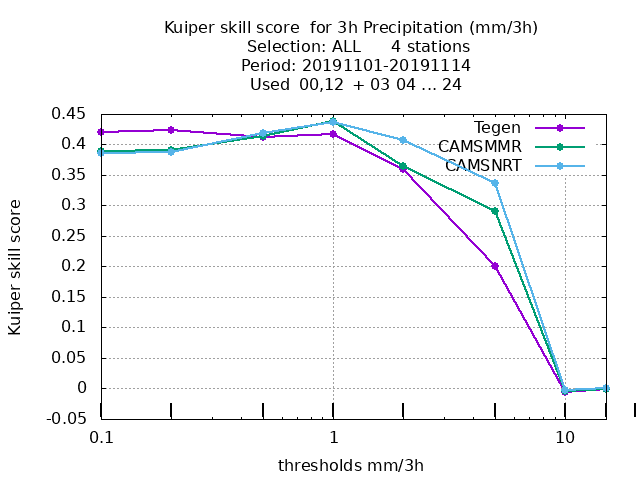 Kuiper skill score  for 3h Precipitation (mm/3h)
Selection: ALL      4 stations
Period: 20191101-20191114
Used  00,12  + 03 04 ... 24
Kuiper skill score
0.45
0.4
0.35
0.3
0.25
0.2
0.15
0.1
0.05
0
-0.05
Tegen
CAMSMMR
CAMSNRT
0.1
1
10
thresholds mm/3h